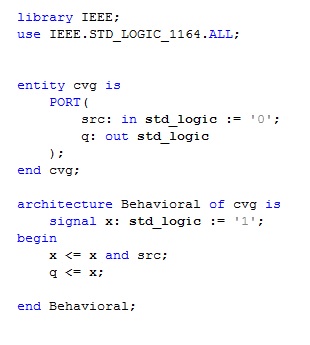 library IEEE;
use IEEE.STD_LOGIC_1164.ALL;
entity cvg is
PORT(
src: in std_logic := '0';
q: out std_logic
);
end cvg;
architecture Behavioral of cvg is
signal x: std_logic := '1';
begin
x <= x and src;
q <= x;
end Behavioral;